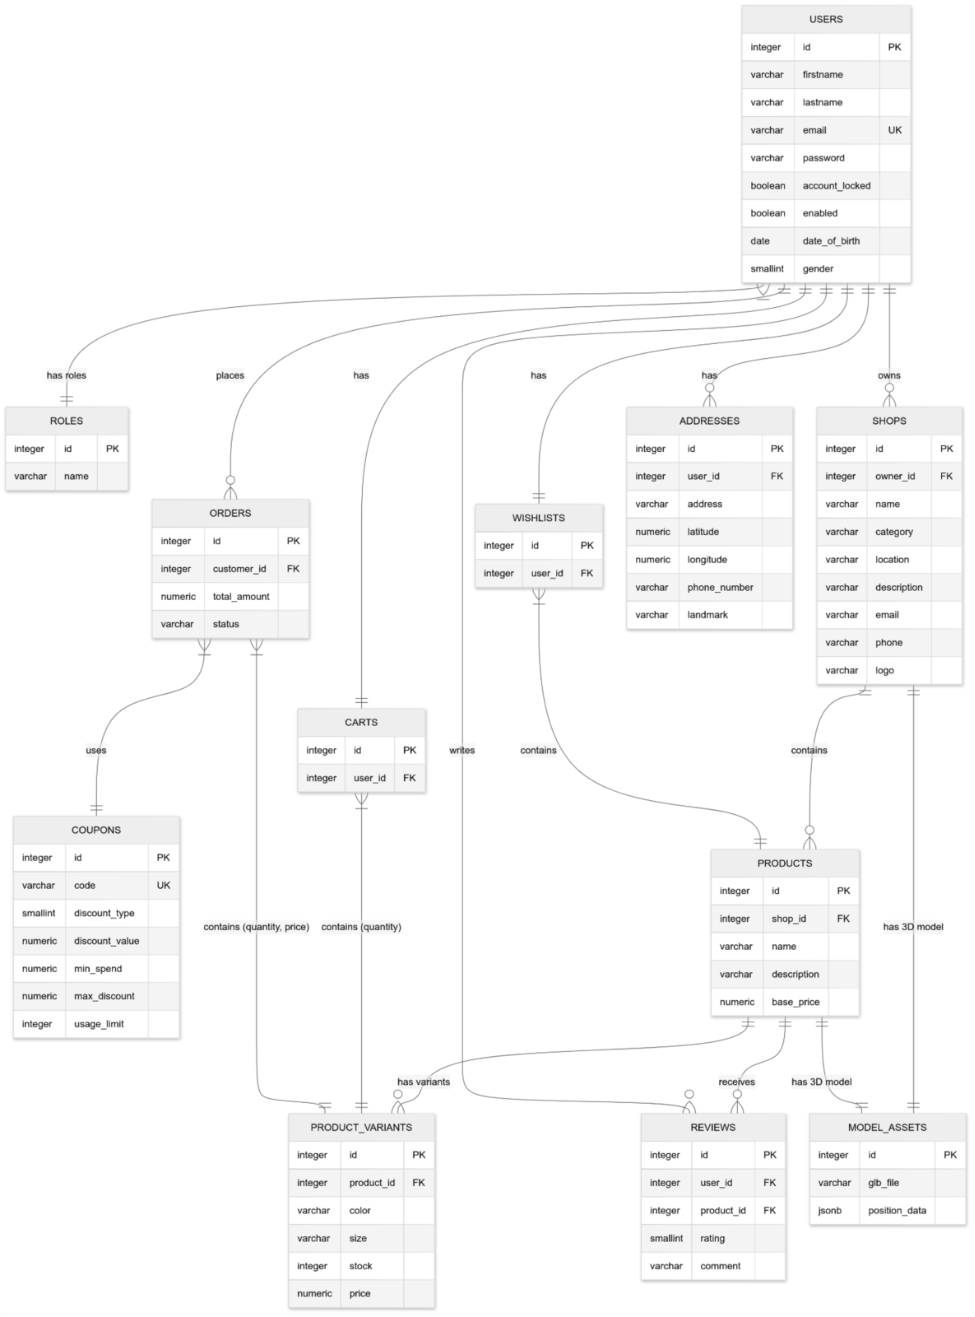 USERS
integer id PK
varchar firstname
varchar lastname
varchar email UK
varchar password
boolean account_locked
boolean enabled
date date_of_birth
smallint gender
has roles
places
has
has
has
owns
ROLES
integer id PK
varchar name
ORDERS
integer id PK
integer customer_id FK
numeric total_amount
varchar status
WISHLISTS
integer id PK
integer user_id FK
ADDRESSES
integer id PK
integer user_id FK
varchar address
numeric latitude
numeric longitude
varchar phone_number
varchar landmark
SHOPS
integer id PK
integer owner_id FK
varchar name
varchar category
varchar location
varchar description
varchar email
varchar phone
varchar logo
CARTS
integer id PK
integer user_id FK
uses
writes
contains
contains
COUPONS
integer id PK
varchar code UK
smallint discount_type
numeric discount_value
numeric min_spend
numeric max_discount
integer usage_limit
PRODUCTS
integer id PK
integer shop_id FK
varchar name
varchar description
numeric base_price
contains (quantity, price)
contains (quantity)
has 3D model
has variants
receives
has 3D model
PRODUCT_VARIANTS
integer id PK
integer product_id FK
varchar color
varchar size
integer stock
numeric price
REVIEWS
integer id PK
integer user_id FK
integer product_id FK
smallint rating
varchar comment
MODEL_ASSETS
integer id PK
varchar glb_file
jsonb position_data